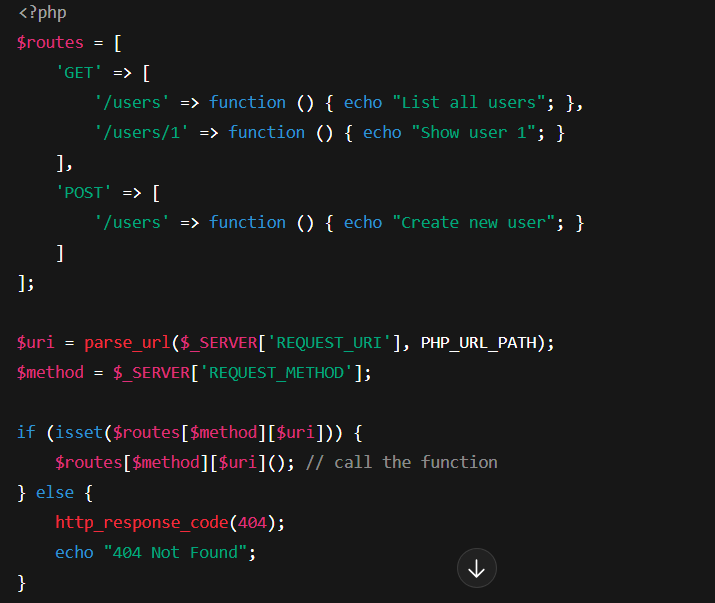 <?php
$routes = [
    'GET' => [
        '/users' => function () { echo "List all users"; },
        '/users/1' => function () { echo "Show user 1"; }
    ],
    'POST' => [
        '/users' => function () { echo "Create new user"; }
    ]
];

$uri = parse_url($_SERVER['REQUEST_URI'], PHP_URL_PATH);
$method = $_SERVER['REQUEST_METHOD'];

if (isset($routes[$method][$uri])) {
    $routes[$method][$uri](); // call the function
} else {
    http_response_code(404);
    echo "404 Not Found";
}